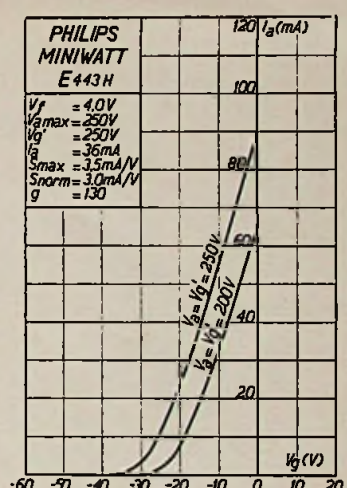 PHILIPS
MINIWATT
E443H
Vf = 4,0V
Vamax = 250V
Vg' = 250V
Ia = 36mA
Smax = 3,5mA/V
Snorm = 3,0mA/V
g = 130
120 Ia(mA)
100
80
60
40
20
Va=Vg'=250V
Va=Vg'=200V
Vg(V)
-60 -50 -40 -30 -20 -10 0 10 20